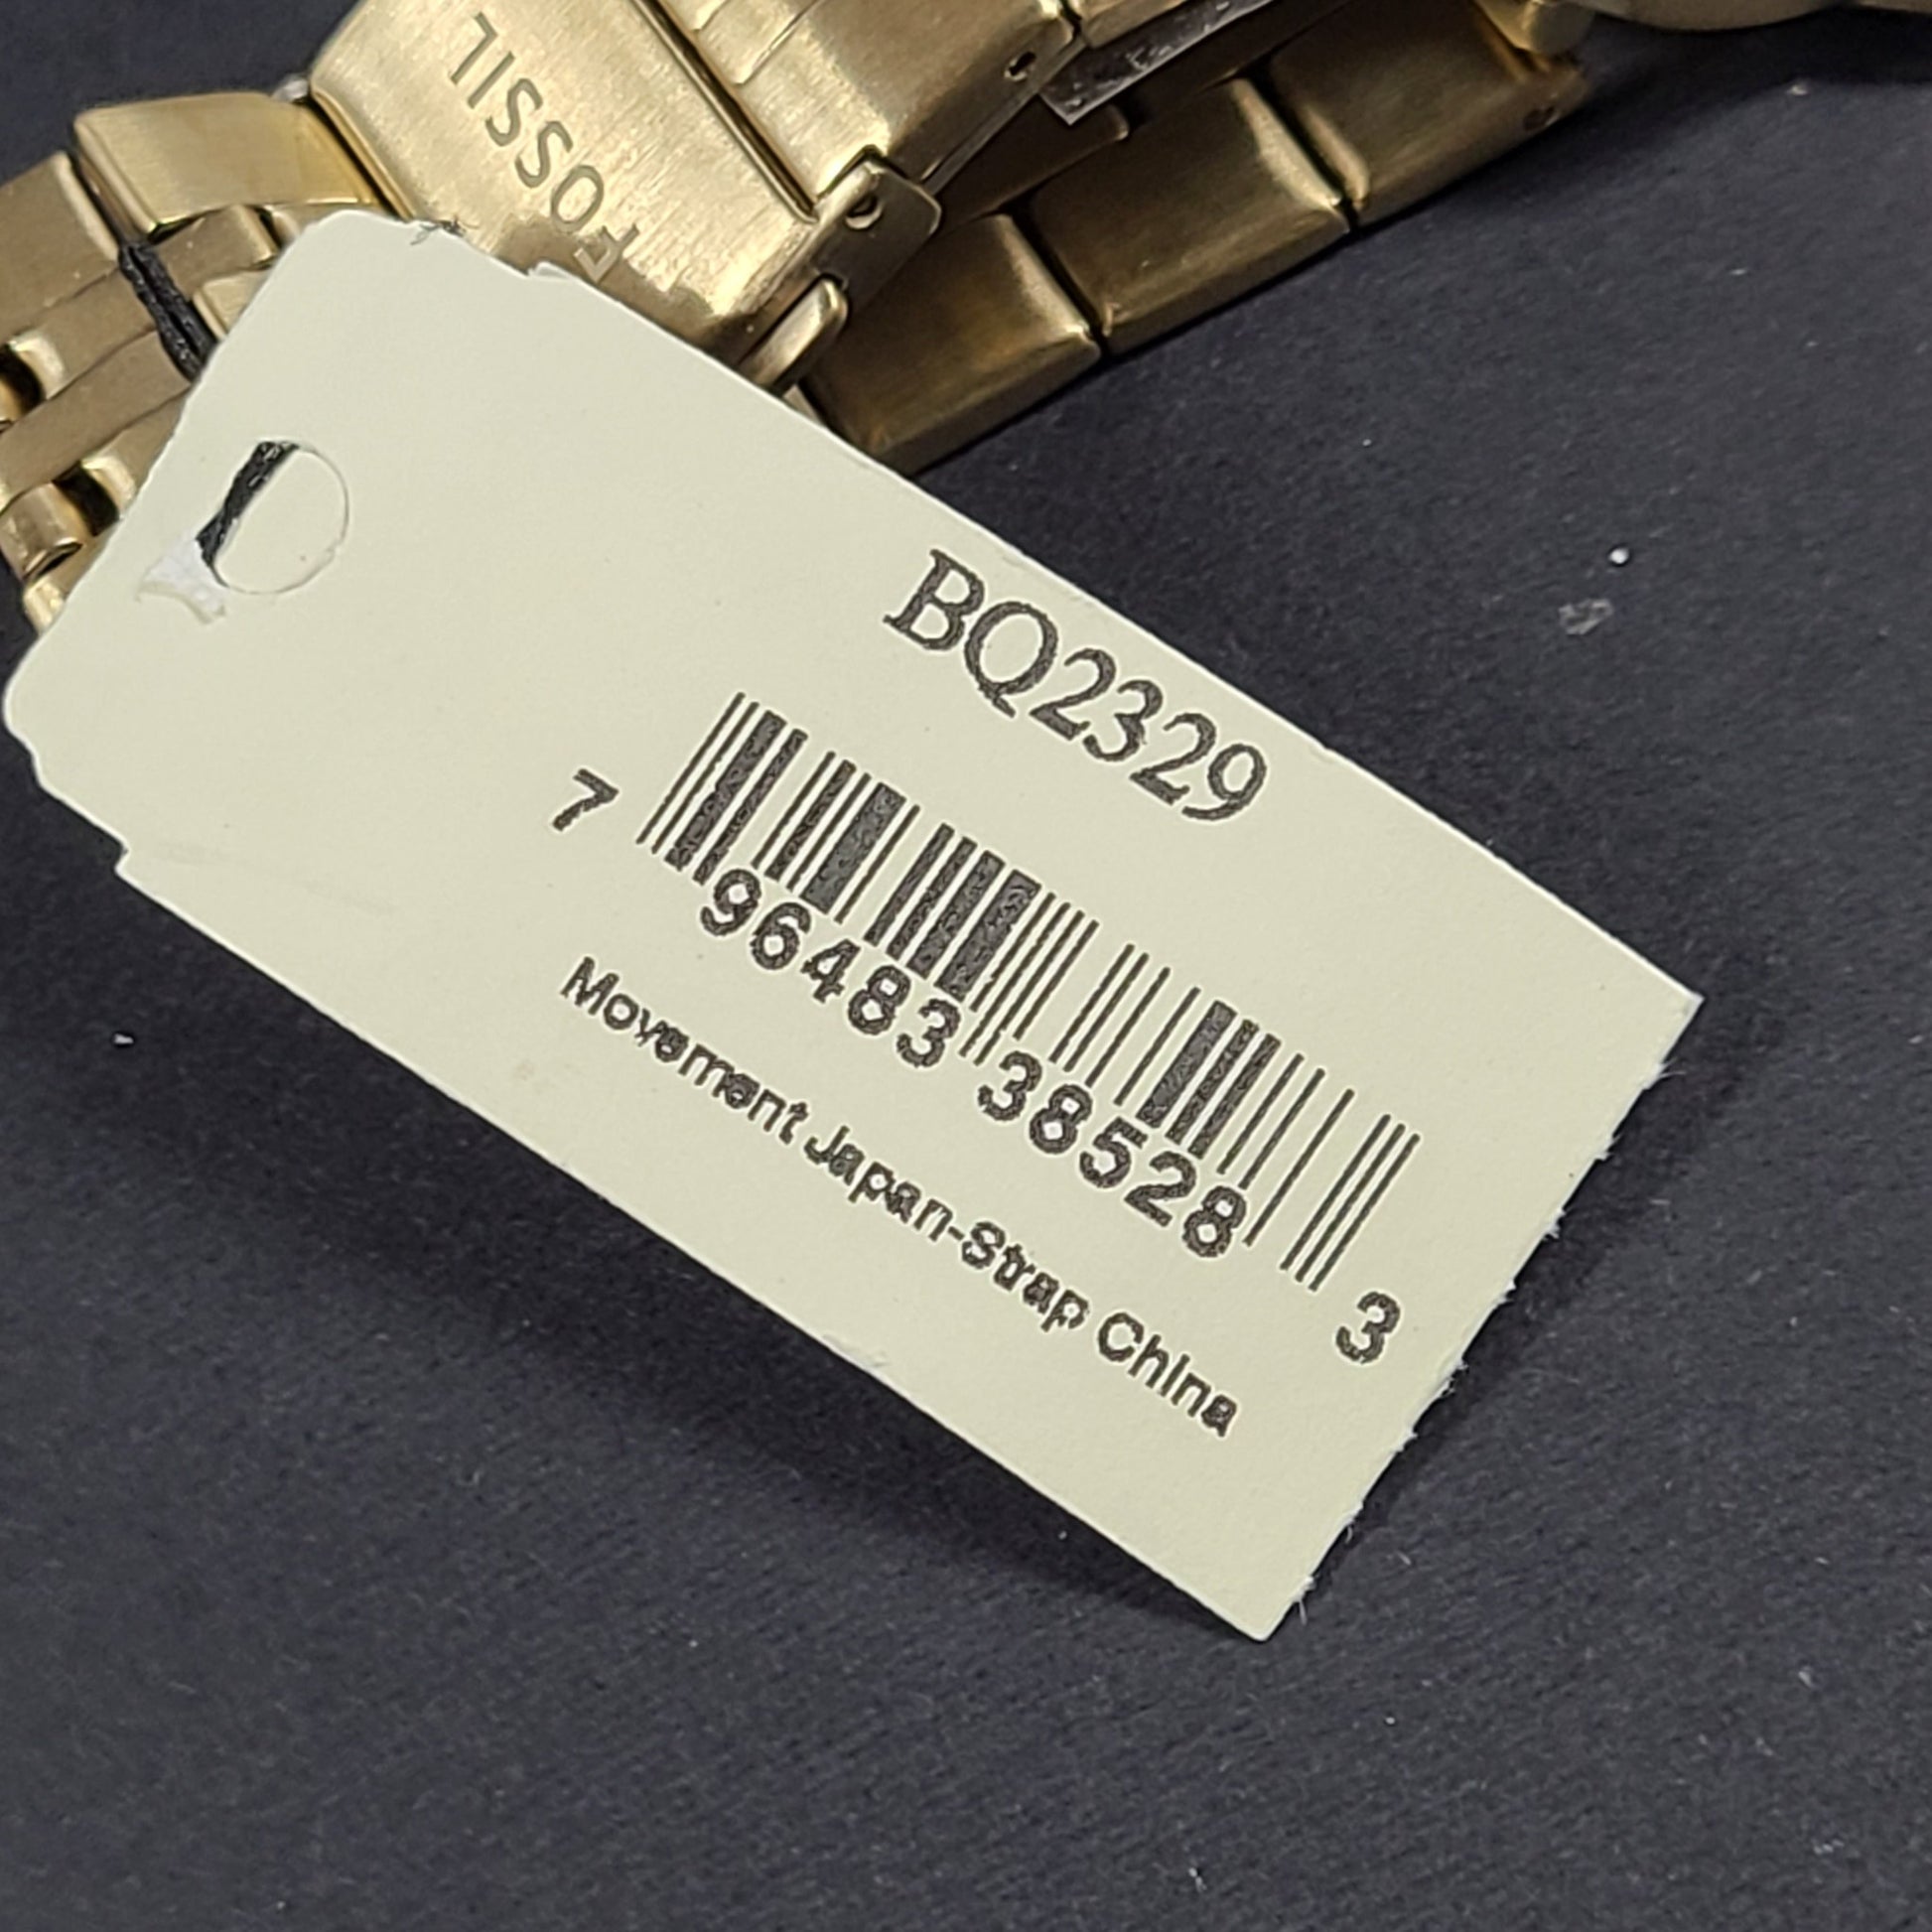 FOSSIL
BQ2329
7 96483 38528 3
Movement Japan-Strap China